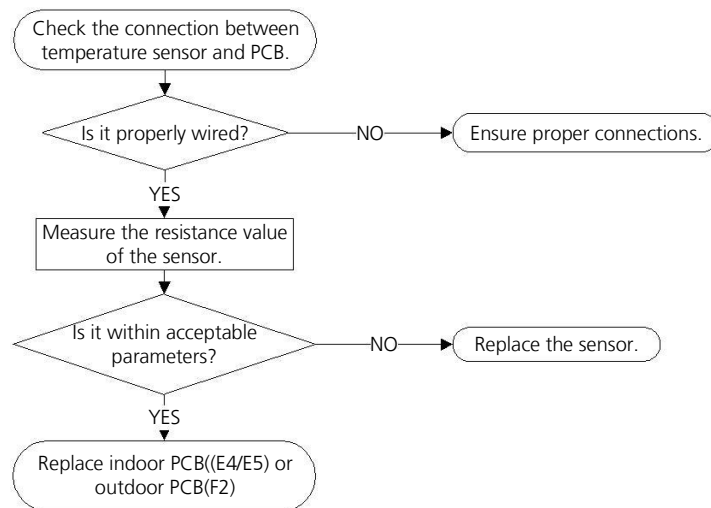 Check the connection between
temperature sensor and PCB.
Is it properly wired?
NO
Ensure proper connections.
YES
Measure the resistance value
of the sensor.
Is it within acceptable
parameters?
NO
Replace the sensor.
YES
Replace indoor PCB((E4/E5) or
outdoor PCB(F2)